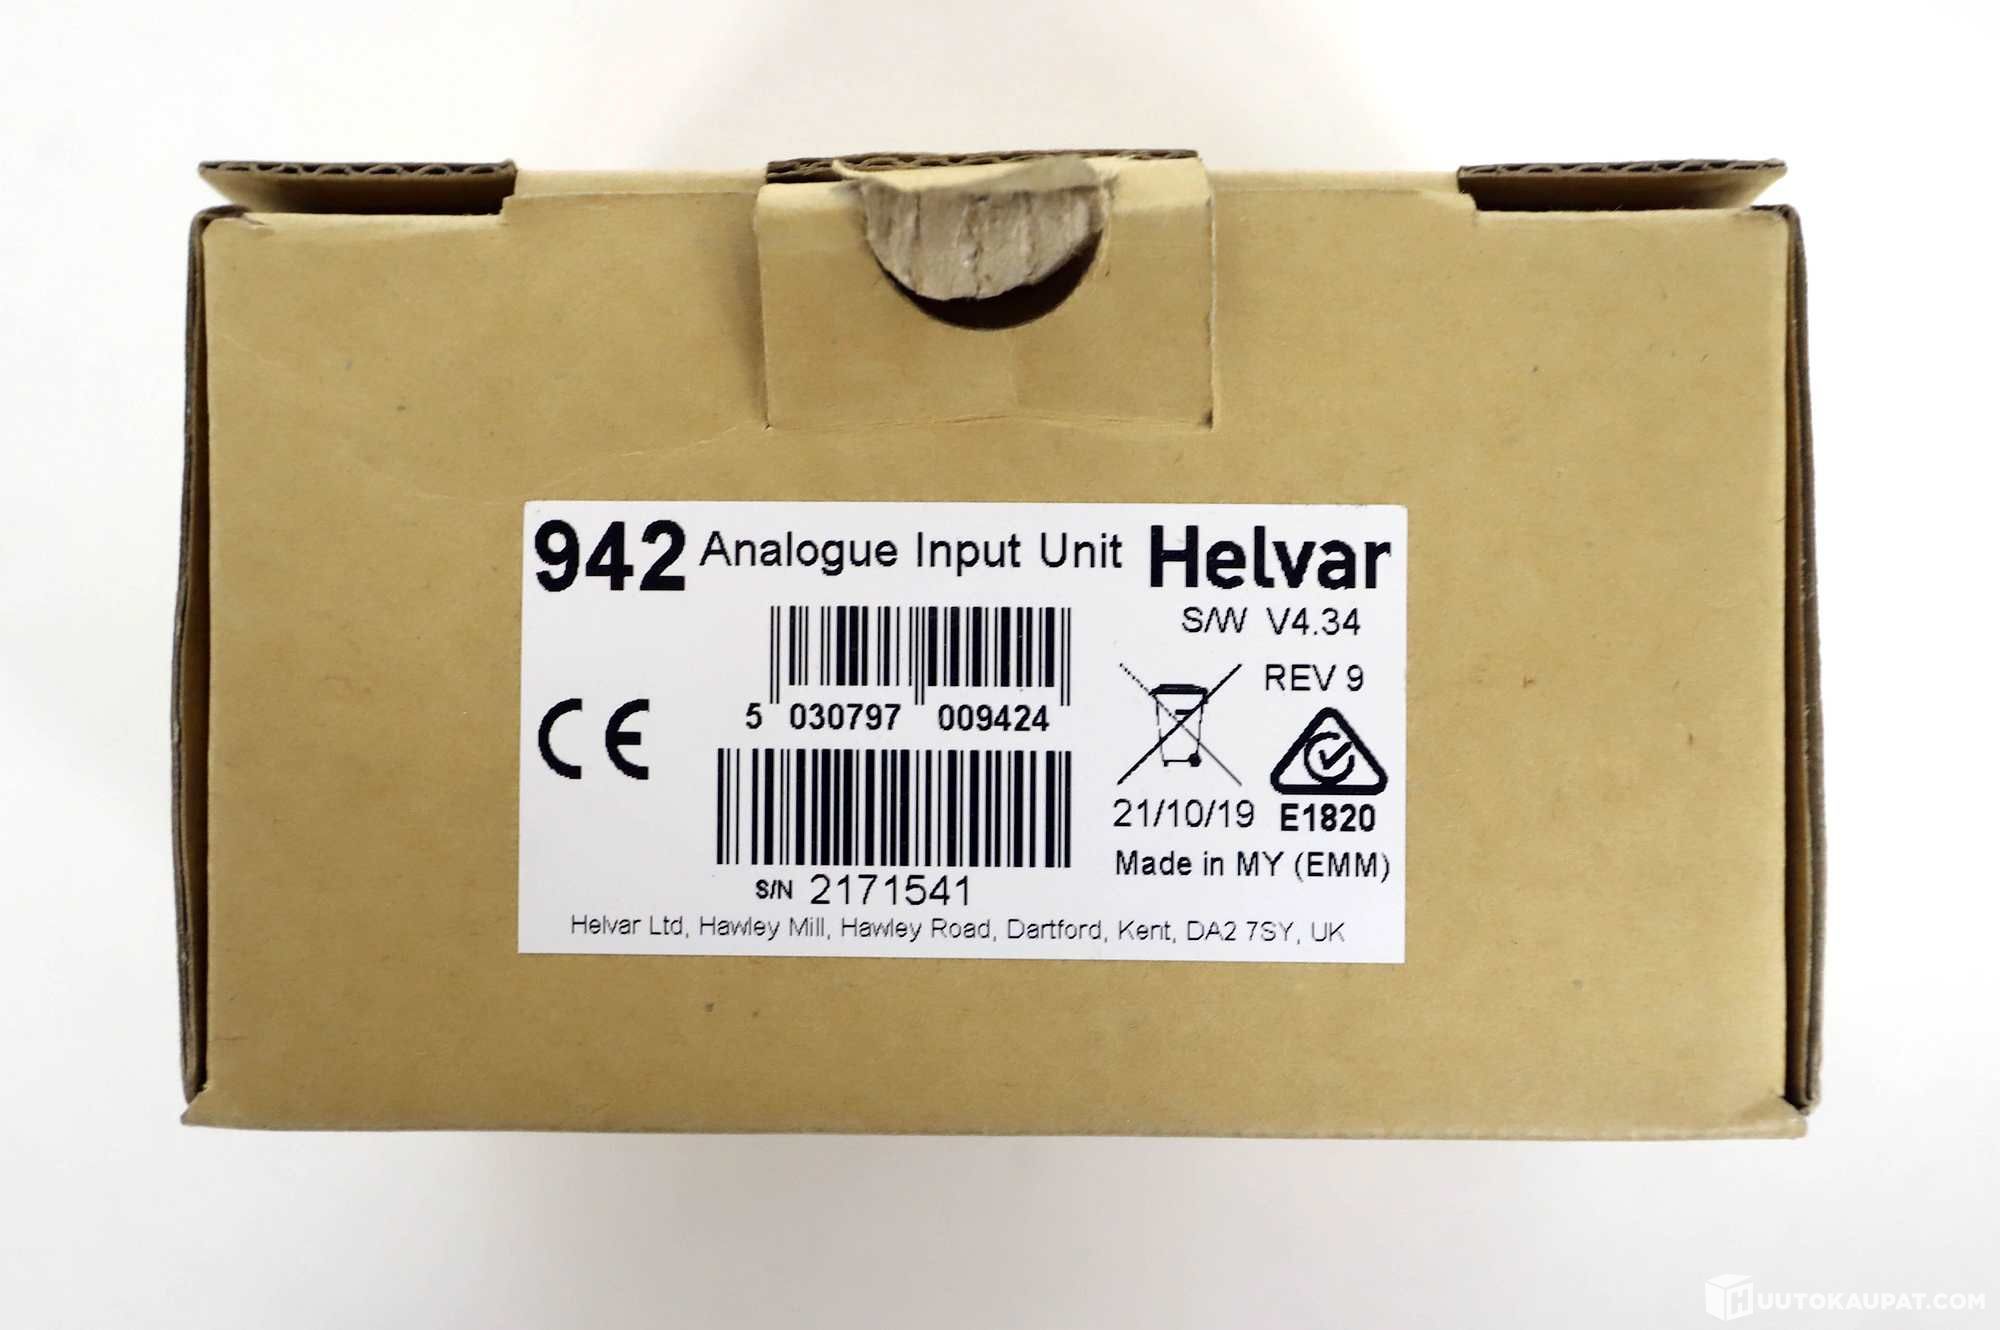 942 Analogue Input Unit Helvar
S/W V4.34
REV 9
5 030797 009424
CE
21/10/19 E1820
Made in MY (EMM)
S/N 2171541
Helvar Ltd, Hawley Mill, Hawley Road, Dartford, Kent, DA2 7SY, UK
HUUTOKAUPAT.COM